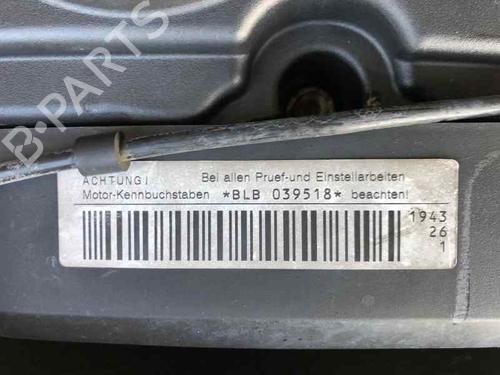 B-PARTS
ACHTUNG! Bei allen Pruef-und Einstellarbeiten
Motor-Kennbuchstaben *BLB 039518* beachten!
1943
26
1